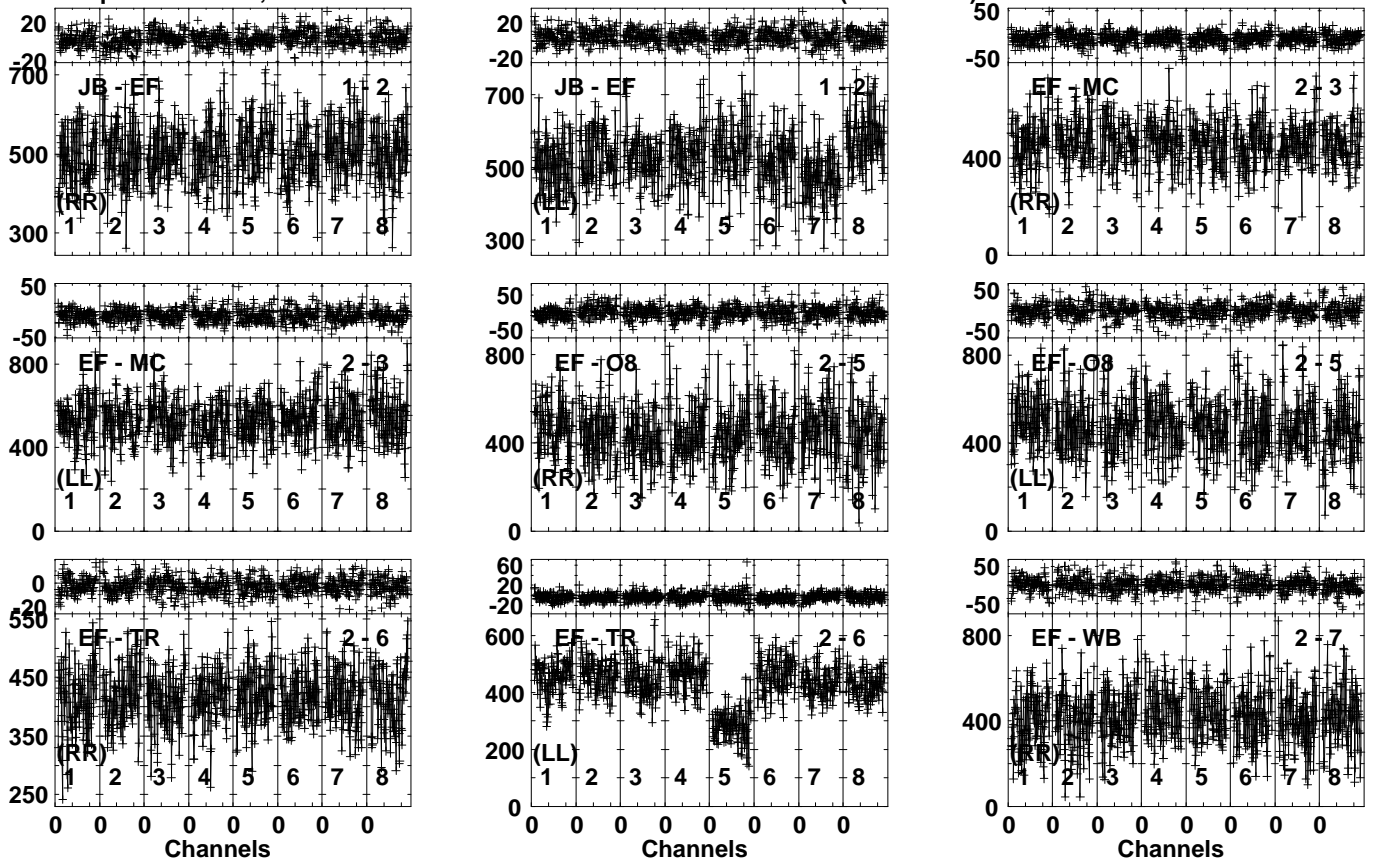 20
-20
700
500
300
JB - EF
1 - 2
(RR)
1 2 3 4 5 6 7 8
20
-20
700
500
300
JB - EF
1 - 2
(LL)
1 2 3 4 5 6 7 8
50
-50
400
0
EF - MC
2 - 3
(RR)
1 2 3 4 5 6 7 8
50
-50
800
400
0
EF - MC
2 - 3
(LL)
1 2 3 4 5 6 7 8
50
-50
800
400
0
EF - O8
2 - 5
(RR)
1 2 3 4 5 6 7 8
50
-50
800
400
0
EF - O8
2 - 5
(LL)
1 2 3 4 5 6 7 8
0
-20
550
450
350
250
EF - TR
2 - 6
(RR)
1 2 3 4 5 6 7 8
0 0 0 0 0 0 0 0
Channels
60
20
-20
600
400
200
0
EF - TR
2 - 6
(LL)
1 2 3 4 5 6 7 8
0 0 0 0 0 0 0 0
Channels
50
-50
800
400
0
EF - WB
2 - 7
(RR)
1 2 3 4 5 6 7 8
0 0 0 0 0 0 0 0
Channels